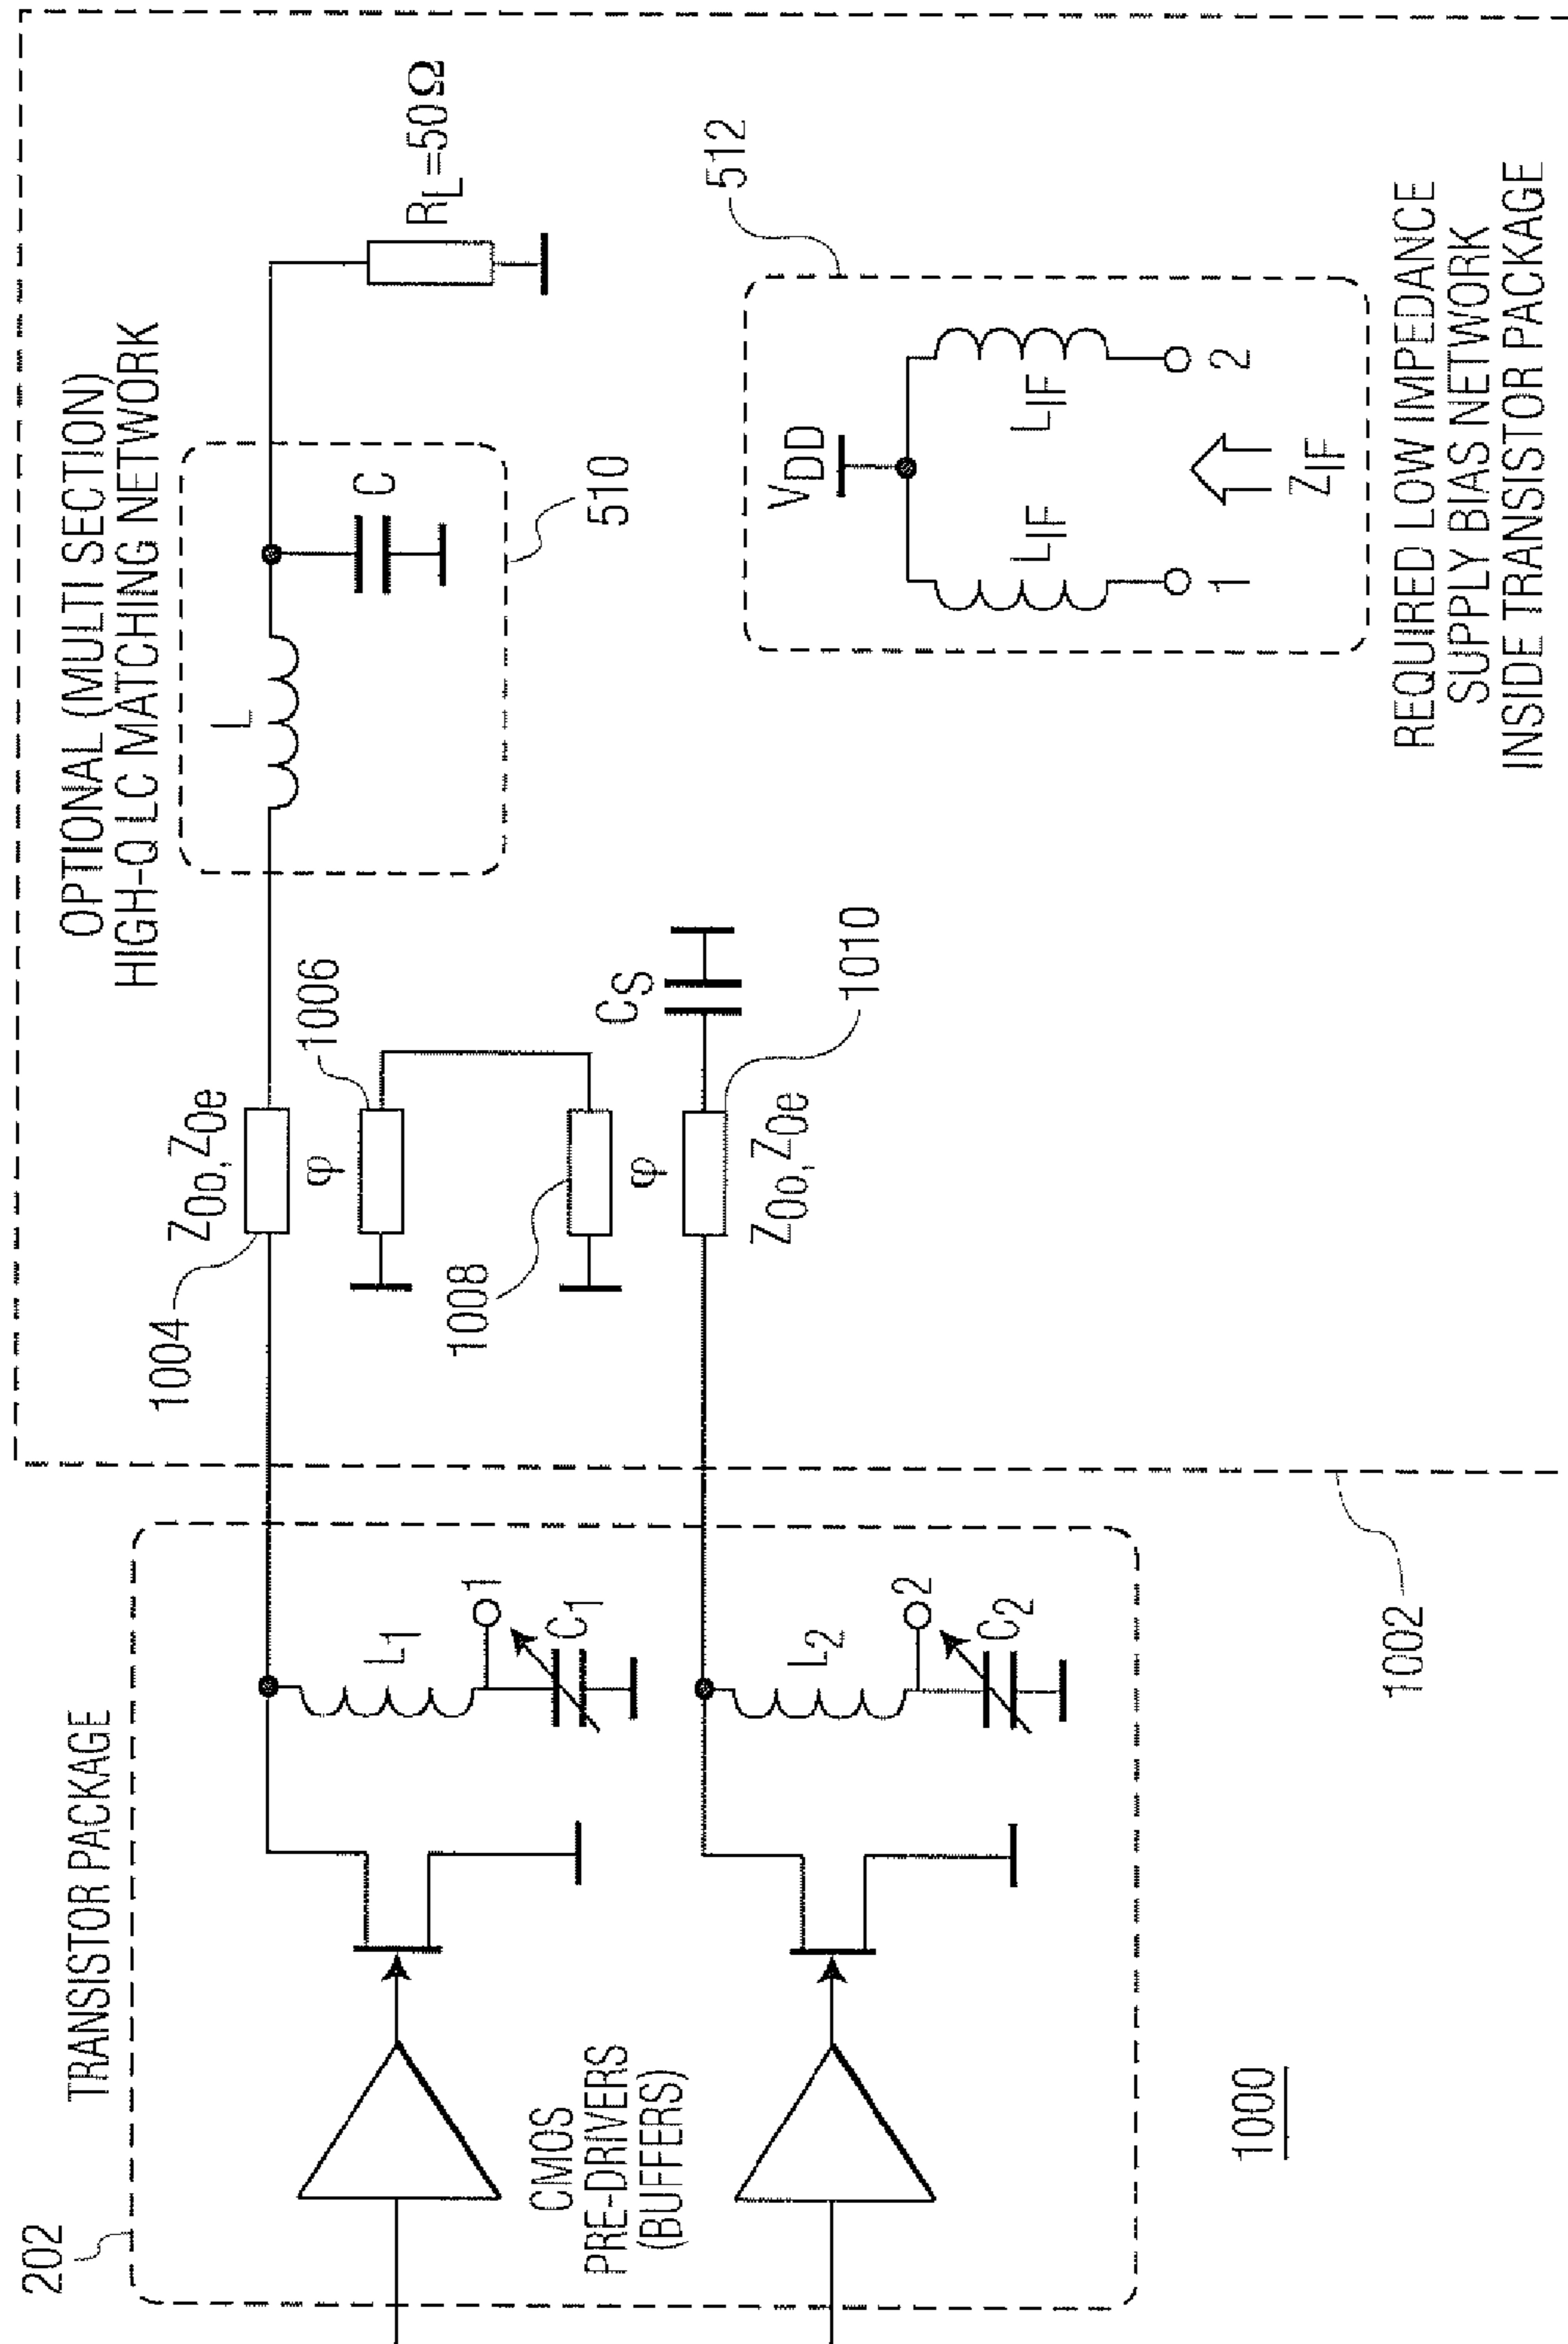 OPTIONAL (MULTI SECTION)
HIGH-Q LC MATCHING NETWORK
TRANSISTOR PACKAGE
202
CMOS
PRE-DRIVERS
(BUFFERS)
L1
1
C1
L2
2
C2
1002
1004
Z0o, Z0e
φ
1006
1008
φ
Z0o, Z0e
1010
CS
L
C
510
RL=50Ω
512
VDD
LIF
LIF
1
2
ZIF
REQUIRED LOW IMPEDANCE
SUPPLY BIAS NETWORK
INSIDE TRANSISTOR PACKAGE
1000